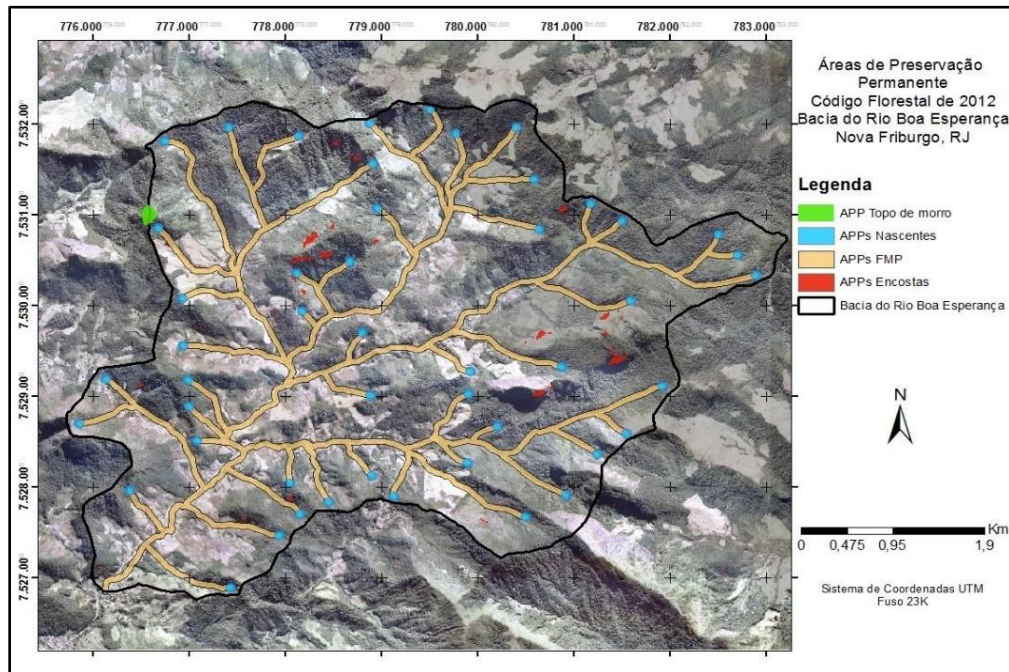 776.000 777.000 778.000 779.000 780.000 781.000 782.000 783.000
7.532.00
7.531.00
7.530.00
7.529.00
7.528.00
7.527.00
Áreas de Preservação
Permanente
Código Florestal de 2012
Bacia do Rio Boa Esperança
Nova Friburgo, RJ
Legenda
APP Topo de morro
APPs Nascentes
APPs FMP
APPs Encostas
Bacia do Rio Boa Esperança
N
Km
0 0,475 0,95 1,9
Sistema de Coordenadas UTM
Fuso 23K